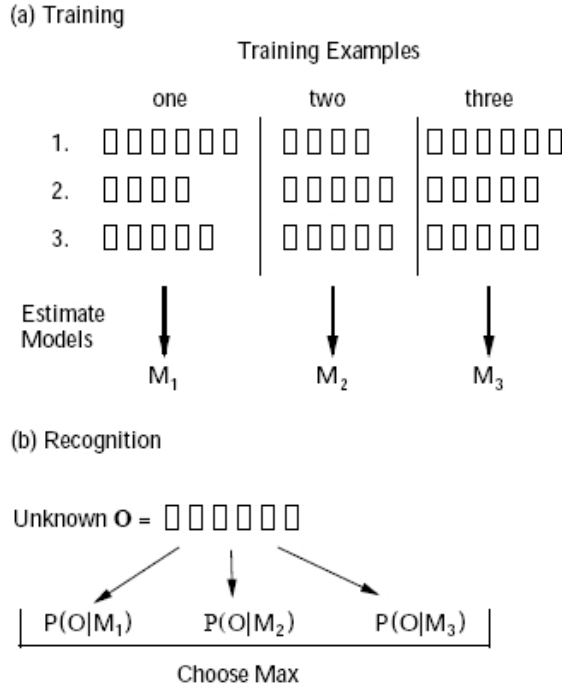 (a) Training
Training Examples
one two three
1.
2.
3.
Estimate
Models
M₁ M₂ M₃
(b) Recognition
Unknown O =
P(O|M₁) P(O|M₂) P(O|M₃)
Choose Max